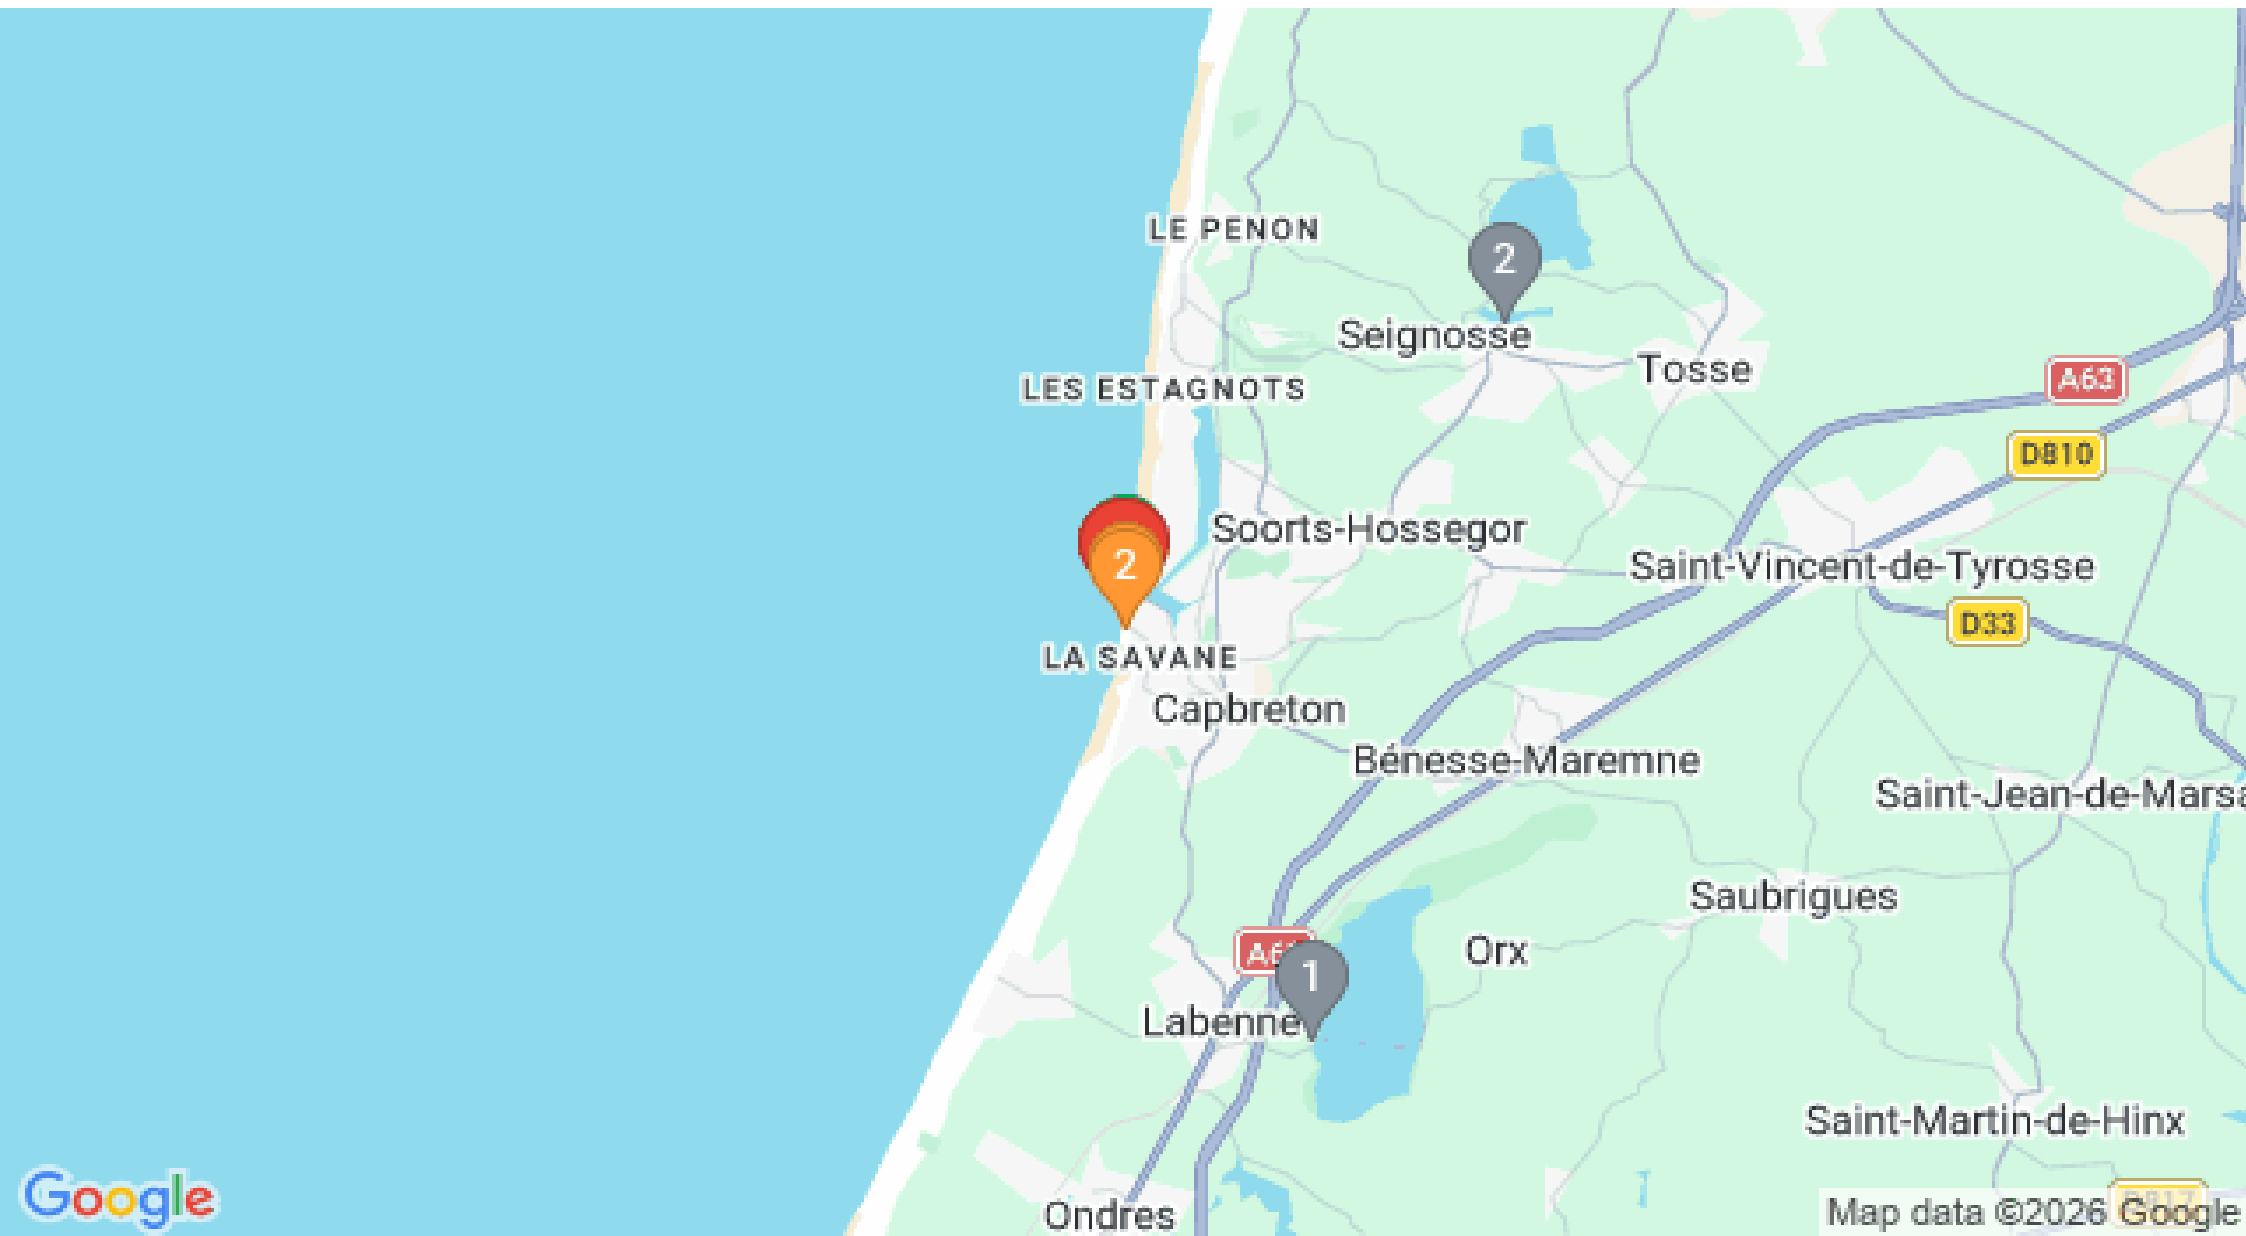 LE PENON
2
Seignosse
Tosse
LES ESTAGNOTS
A63
D810
Soorts-Hossegor
2
Saint-Vincent-de-Tyrosse
D33
LA SAVANE
Capbreton
Bénesse-Maremne
Saint-Jean-de-Marsa
Saubrigues
Orx
1
Labenne
Saint-Martin-de-Hinx
Google
Ondres
Map data ©2026 Google